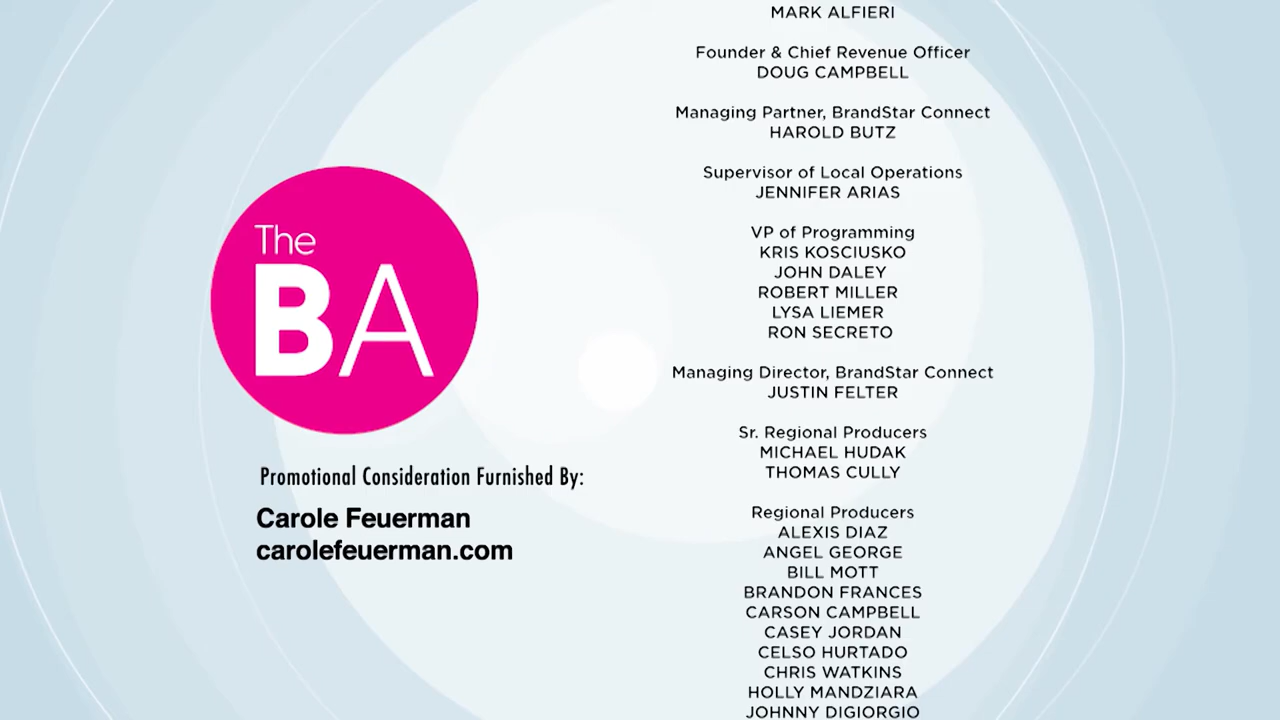 The
BA
Promotional Consideration Furnished By:
Carole Feuerman
carolefeuerman.com
MARK ALFIERI
Founder & Chief Revenue Officer
DOUG CAMPBELL
Managing Partner, BrandStar Connect
HAROLD BUTZ
Supervisor of Local Operations
JENNIFER ARIAS
VP of Programming
KRIS KOSCIUSKO
JOHN DALEY
ROBERT MILLER
LYSA LIEMER
RON SECRETO
Managing Director, BrandStar Connect
JUSTIN FELTER
Sr. Regional Producers
MICHAEL HUDAK
THOMAS CULLY
Regional Producers
ALEXIS DIAZ
ANGEL GEORGE
BILL MOTT
BRANDON FRANCES
CARSON CAMPBELL
CASEY JORDAN
CELSO HURTADO
CHRIS WATKINS
HOLLY MANDZIARA
JOHNNY DIGIORGIO